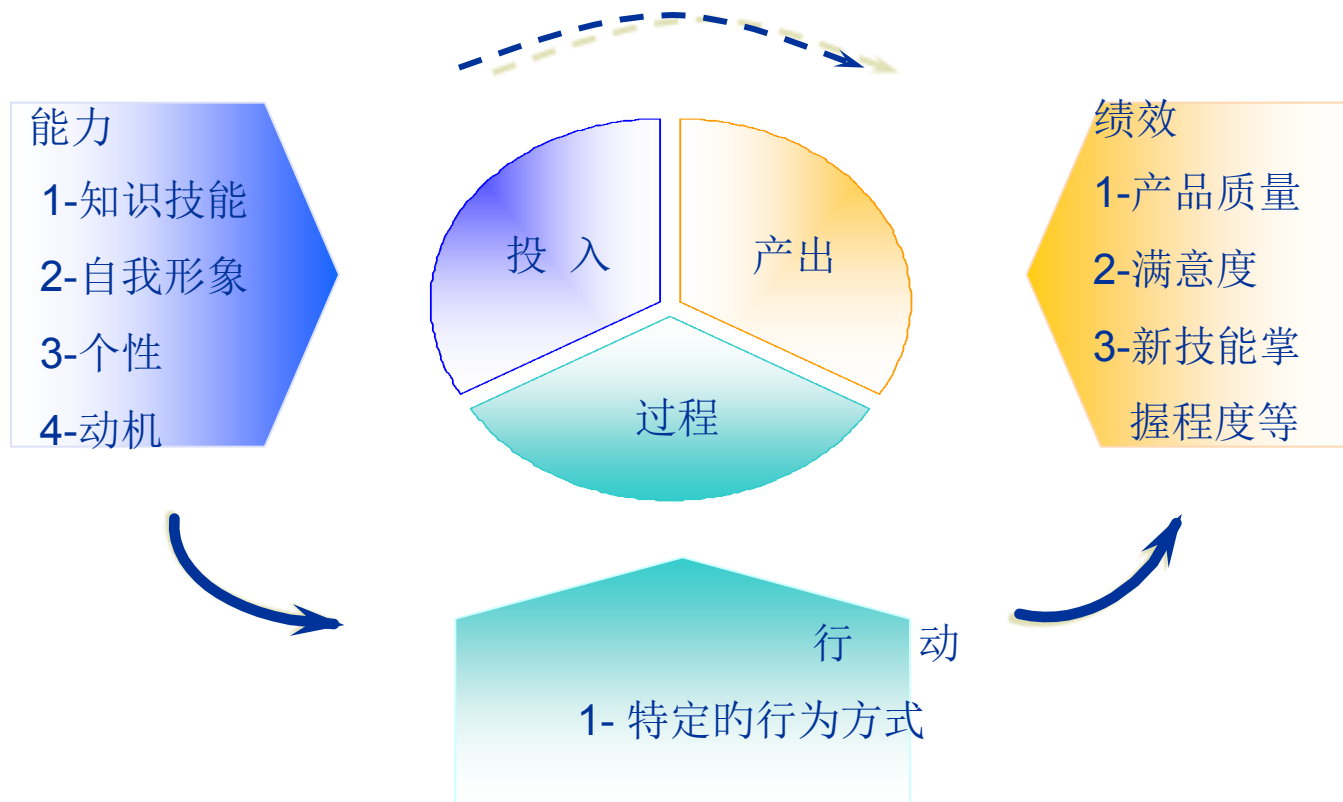 能力
1-知识技能
2-自我形象
3-个性
4-动机
投 入
产出
过程
绩效
1-产品质量
2-满意度
3-新技能掌
握程度等
行 动
1- 特定旳行为方式